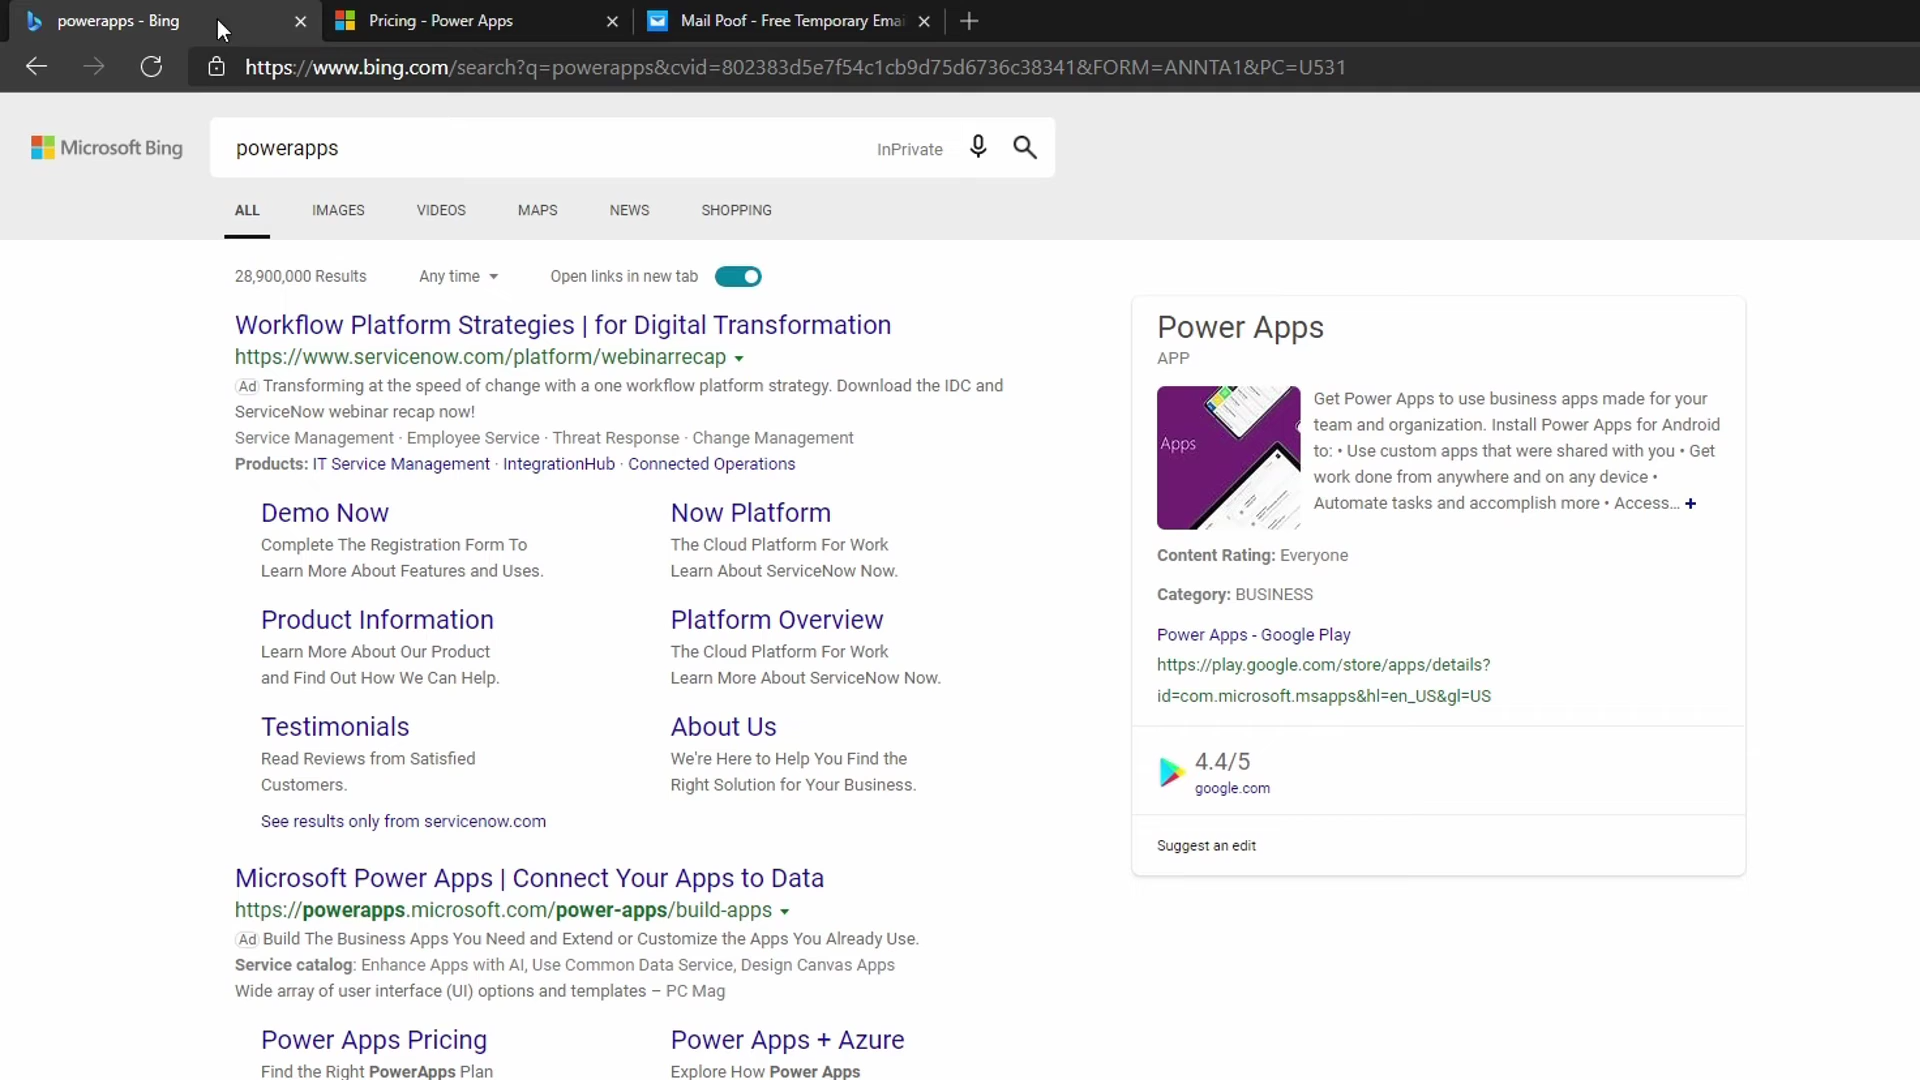 powerapps - Bing
Pricing - Power Apps
Mail Poof - Free Temporary Emai
https://www.bing.com/search?q=powerapps&cvid=802383d5e7f54c1cb9d75d6736c38341&FORM=ANNTA1&PC=U531
Microsoft Bing
powerapps
InPrivate
ALL
IMAGES
VIDEOS
MAPS
NEWS
SHOPPING
28,900,000 Results
Any time
Open links in new tab
Workflow Platform Strategies | for Digital Transformation
https://www.servicenow.com/platform/webinarrecap
Ad Transforming at the speed of change with a one workflow platform strategy. Download the IDC and
ServiceNow webinar recap now!
Service Management · Employee Service · Threat Response · Change Management
Products: IT Service Management · IntegrationHub · Connected Operations
Demo Now
Complete The Registration Form To
Learn More About Features and Uses.
Now Platform
The Cloud Platform For Work
Learn About ServiceNow Now.
Product Information
Learn More About Our Product
and Find Out How We Can Help.
Platform Overview
The Cloud Platform For Work
Learn More About ServiceNow Now.
Testimonials
Read Reviews from Satisfied
Customers.
About Us
We're Here to Help You Find the
Right Solution for Your Business.
See results only from servicenow.com
Microsoft Power Apps | Connect Your Apps to Data
https://powerapps.microsoft.com/power-apps/build-apps
Ad Build The Business Apps You Need and Extend or Customize the Apps You Already Use.
Service catalog: Enhance Apps with AI, Use Common Data Service, Design Canvas Apps
Wide array of user interface (UI) options and templates – PC Mag
Power Apps Pricing
Find the Right PowerApps Plan
Power Apps + Azure
Explore How Power Apps
Power Apps
APP
Apps
Get Power Apps to use business apps made for your
team and organization. Install Power Apps for Android
to: • Use custom apps that were shared with you • Get
work done from anywhere and on any device •
Automate tasks and accomplish more • Access... +
Content Rating: Everyone
Category: BUSINESS
Power Apps - Google Play
https://play.google.com/store/apps/details?
id=com.microsoft.msapps&hl=en_US&gl=US
4.4/5
google.com
Suggest an edit